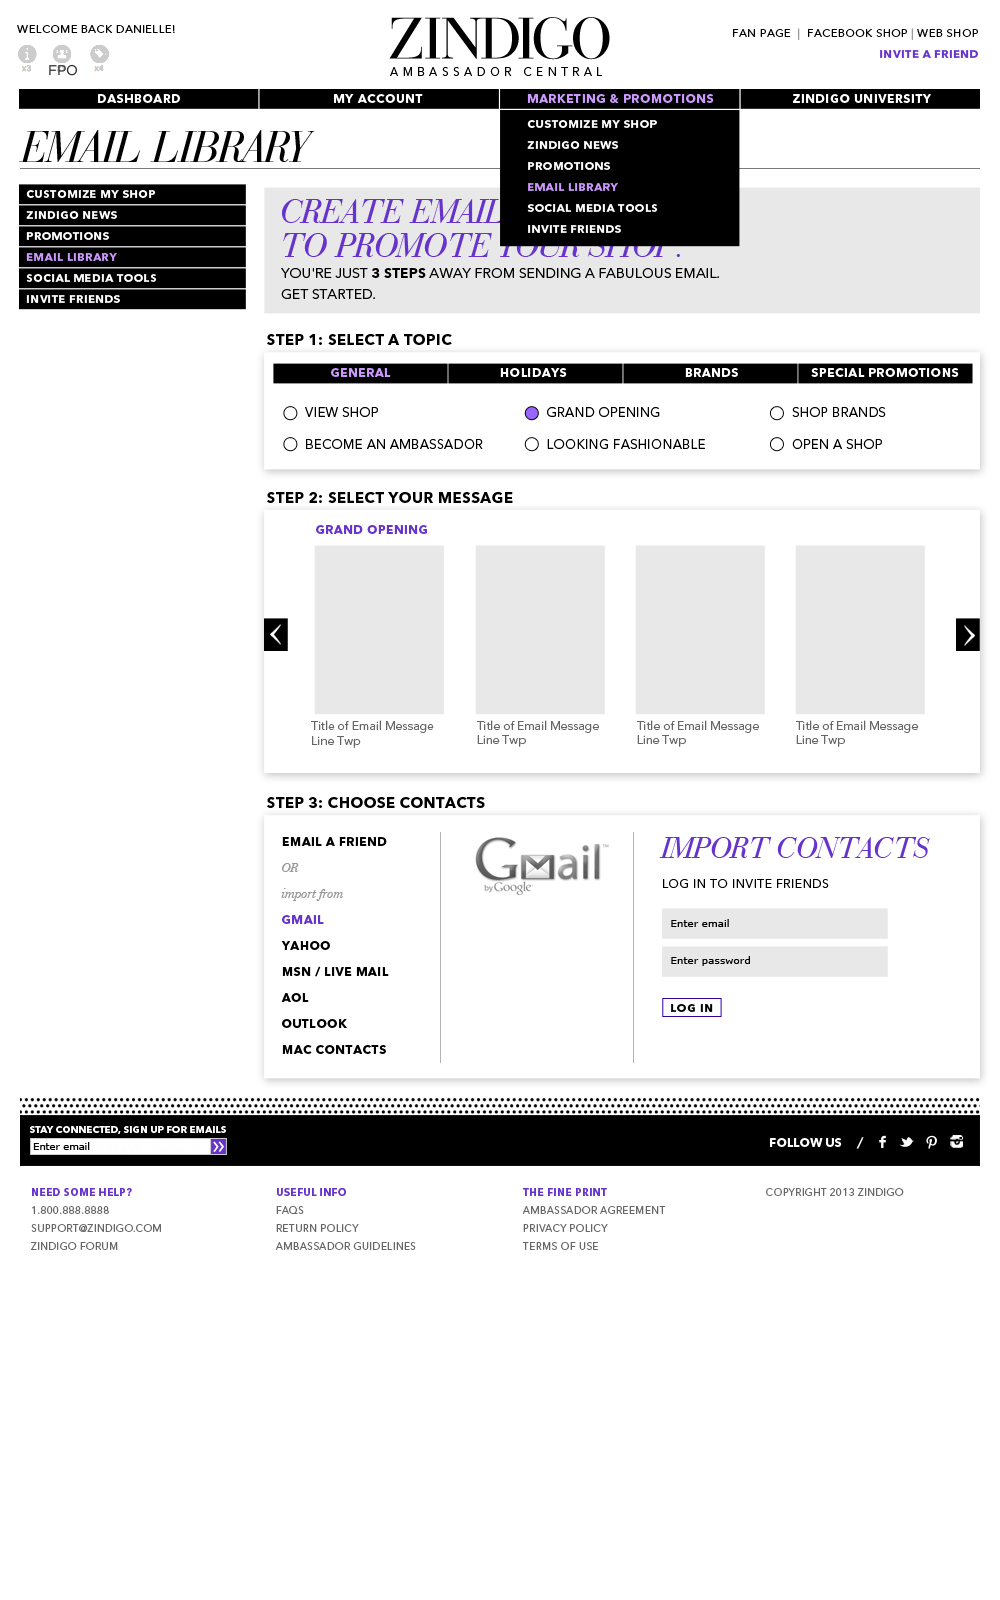 WELCOME BACK DANIELLE!
x3
FPO
x4
ZINDIGO
AMBASSADOR CENTRAL
FAN PAGE | FACEBOOK SHOP | WEB SHOP
INVITE A FRIEND
DASHBOARD
MY ACCOUNT
MARKETING & PROMOTIONS
ZINDIGO UNIVERSITY
CUSTOMIZE MY SHOP
ZINDIGO NEWS
PROMOTIONS
EMAIL LIBRARY
SOCIAL MEDIA TOOLS
INVITE FRIENDS
EMAIL LIBRARY
CUSTOMIZE MY SHOP
ZINDIGO NEWS
PROMOTIONS
EMAIL LIBRARY
SOCIAL MEDIA TOOLS
INVITE FRIENDS
CREATE EMAIL
TO PROMOTE YOUR SHOP.
YOU'RE JUST 3 STEPS AWAY FROM SENDING A FABULOUS EMAIL.
GET STARTED.
STEP 1: SELECT A TOPIC
GENERAL
HOLIDAYS
BRANDS
SPECIAL PROMOTIONS
VIEW SHOP
GRAND OPENING
SHOP BRANDS
BECOME AN AMBASSADOR
LOOKING FASHIONABLE
OPEN A SHOP
STEP 2: SELECT YOUR MESSAGE
GRAND OPENING
Title of Email Message
Line Twp
Title of Email Message
Line Twp
Title of Email Message
Line Twp
Title of Email Message
Line Twp
STEP 3: CHOOSE CONTACTS
EMAIL A FRIEND
OR
import from
GMAIL
YAHOO
MSN / LIVE MAIL
AOL
OUTLOOK
MAC CONTACTS
Gmail™
by Google
IMPORT CONTACTS
LOG IN TO INVITE FRIENDS
Enter email
Enter password
LOG IN
STAY CONNECTED, SIGN UP FOR EMAILS
Enter email
FOLLOW US /
NEED SOME HELP?
1.800.888.8888
SUPPORT@ZINDIGO.COM
ZINDIGO FORUM
USEFUL INFO
FAQS
RETURN POLICY
AMBASSADOR GUIDELINES
THE FINE PRINT
AMBASSADOR AGREEMENT
PRIVACY POLICY
TERMS OF USE
COPYRIGHT 2013 ZINDIGO